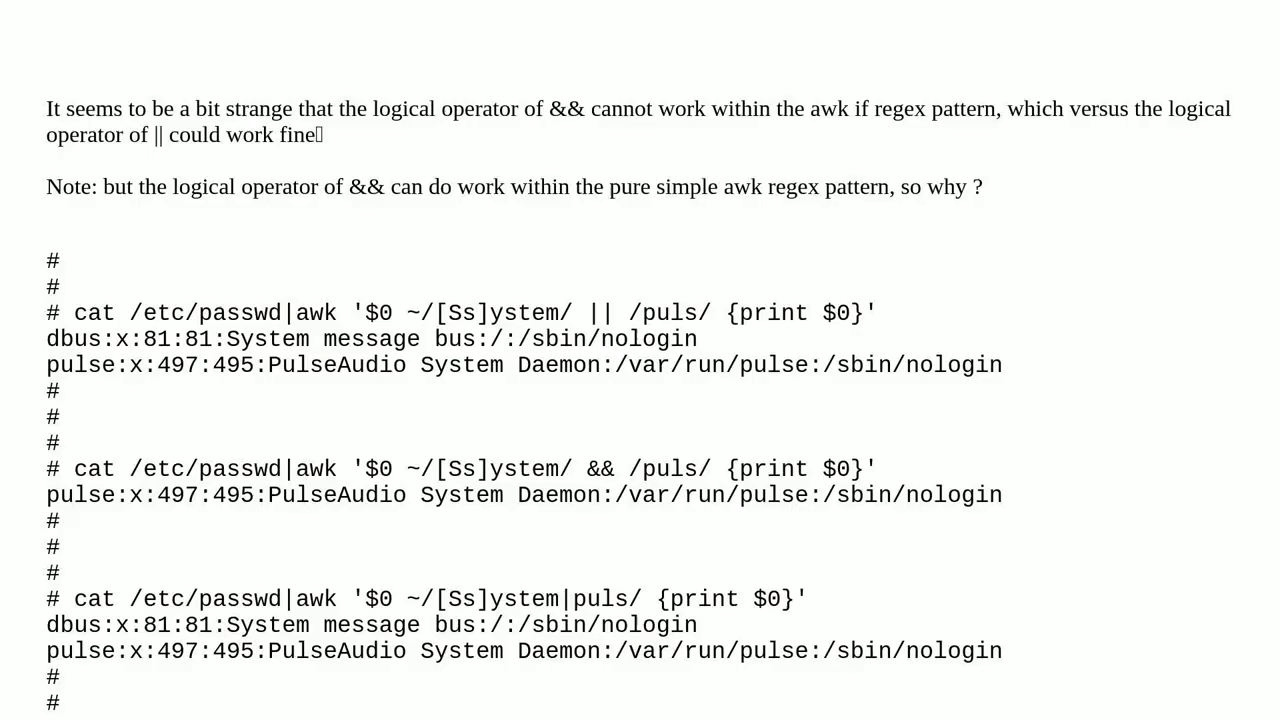 It seems to be a bit strange that the logical operator of && cannot work within the awk if regex pattern, which versus the logical
operator of || could work fine
Note: but the logical operator of && can do work within the pure simple awk regex pattern, so why ?
#
#
# cat /etc/passwd|awk '$0 ~/[Ss]ystem/ || /puls/ {print $0}'
dbus:x:81:81:System message bus:/:/sbin/nologin
pulse:x:497:495:PulseAudio System Daemon:/var/run/pulse:/sbin/nologin
#
#
#
# cat /etc/passwd|awk '$0 ~/[Ss]ystem/ && /puls/ {print $0}'
pulse:x:497:495:PulseAudio System Daemon:/var/run/pulse:/sbin/nologin
#
#
#
# cat /etc/passwd|awk '$0 ~/[Ss]ystem|puls/ {print $0}'
dbus:x:81:81:System message bus:/:/sbin/nologin
pulse:x:497:495:PulseAudio System Daemon:/var/run/pulse:/sbin/nologin
#
#